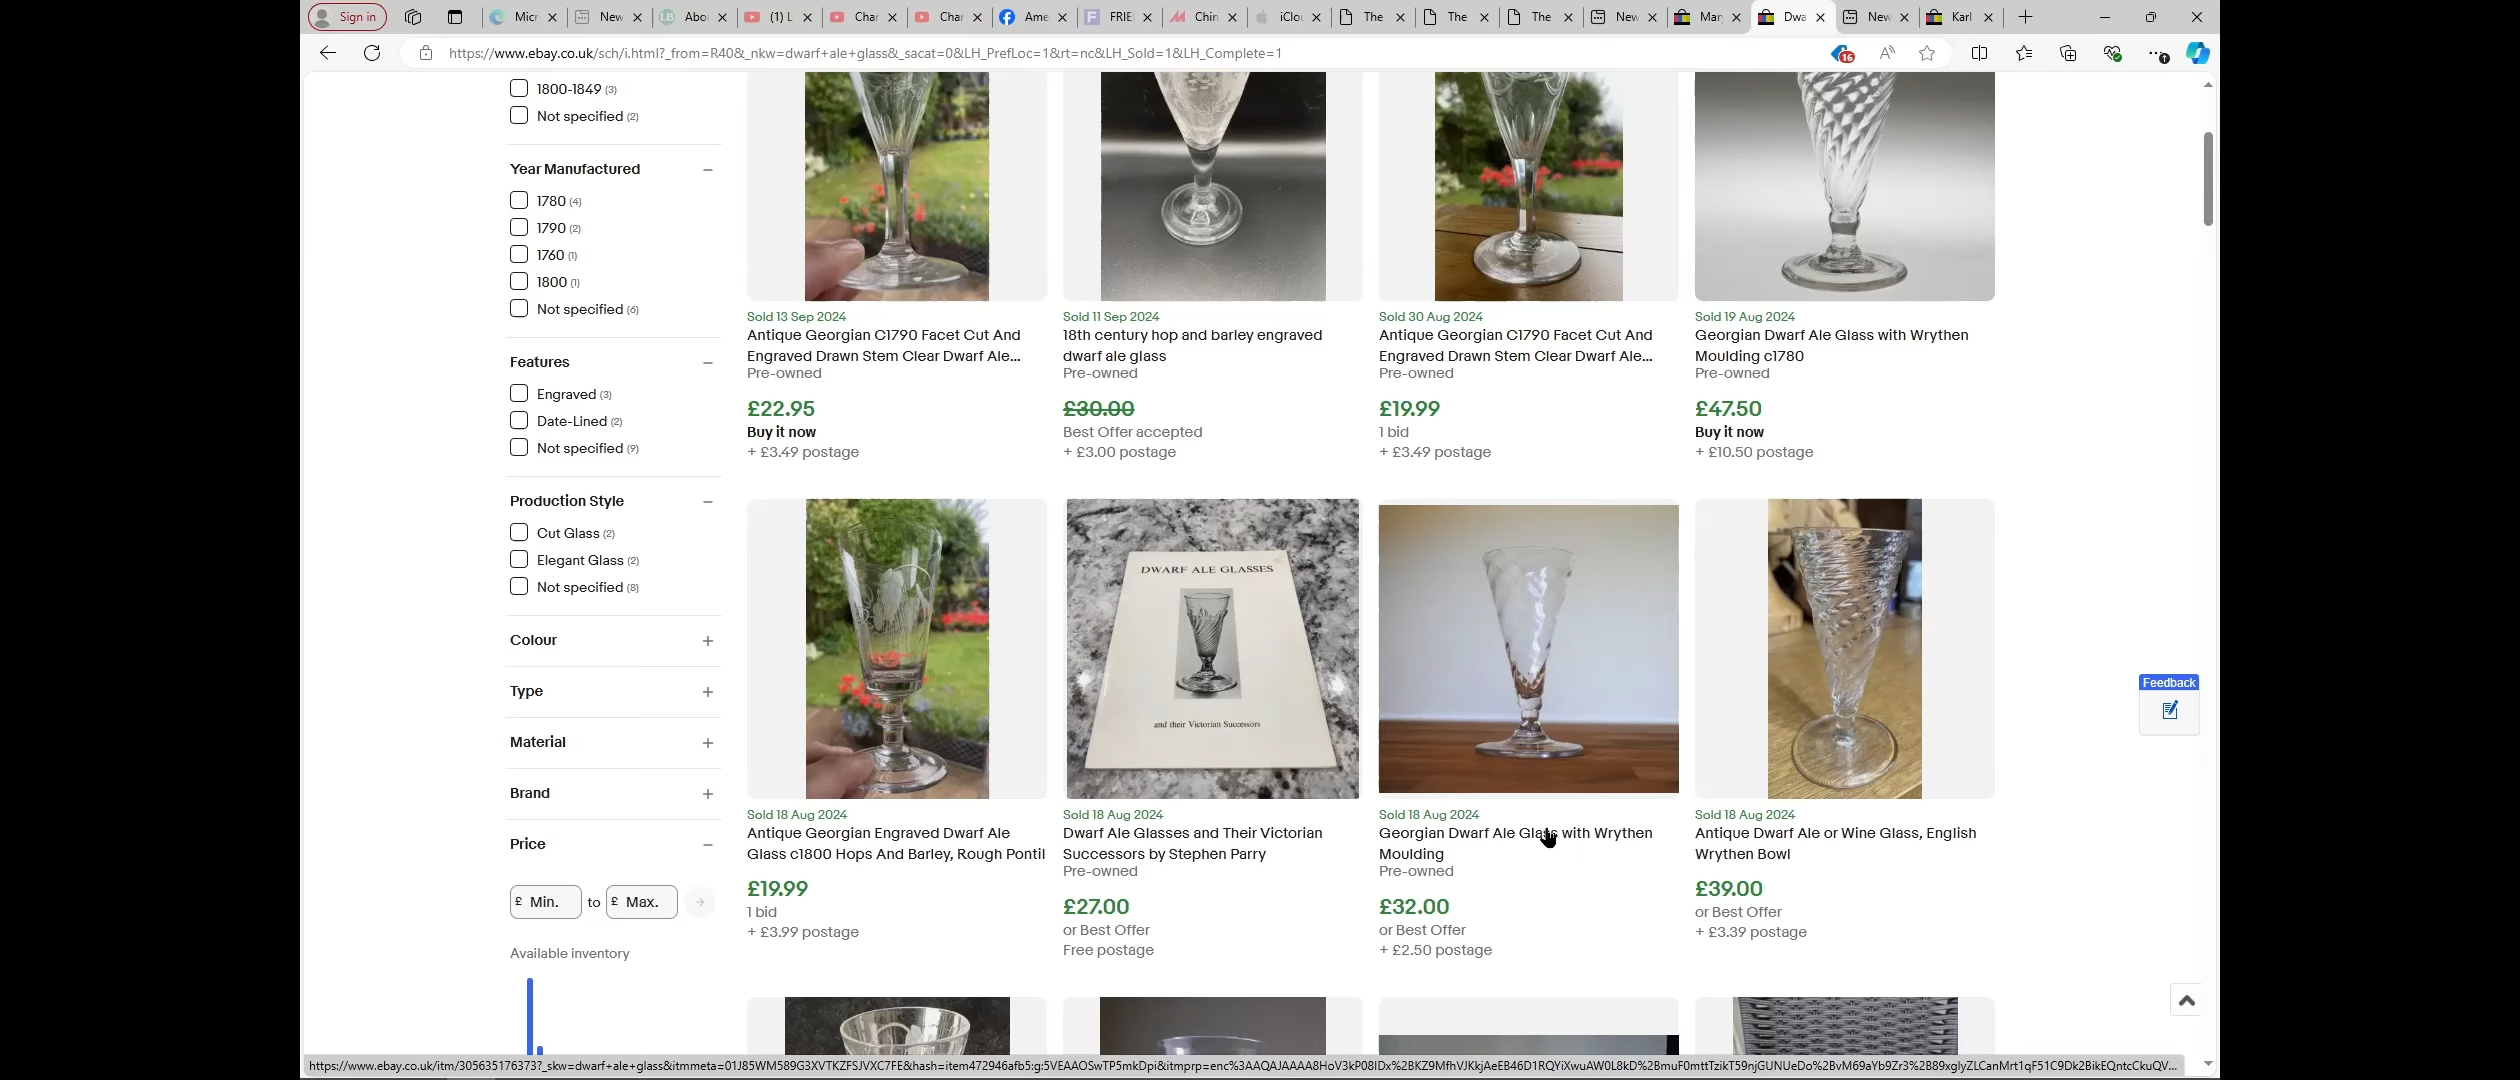 Sign in
Micr
New
Abo
(1) L
Char
Char
Ame
FRIE
Chin
iClo
The
The
The
New
Mar
Dwa
New
Karl
https://www.ebay.co.uk/sch/i.html?_from=R40&_nkw=dwarf+ale+glass&_sacat=0&LH_PrefLoc=1&rt=nc&LH_Sold=1&LH_Complete=1
16
1800-1849 (3)
Not specified (2)
Year Manufactured
1780 (4)
1790 (2)
1760 (1)
1800 (1)
Not specified (6)
Features
Engraved (3)
Date-Lined (2)
Not specified (9)
Production Style
Cut Glass (2)
Elegant Glass (2)
Not specified (8)
Colour
Type
Material
Brand
Price
£ Min. to £ Max.
Available inventory
Sold 13 Sep 2024
Antique Georgian C1790 Facet Cut And
Engraved Drawn Stem Clear Dwarf Ale...
Pre-owned
£22.95
Buy it now
+ £3.49 postage
Sold 11 Sep 2024
18th century hop and barley engraved
dwarf ale glass
Pre-owned
£30.00
Best Offer accepted
+ £3.00 postage
Sold 30 Aug 2024
Antique Georgian C1790 Facet Cut And
Engraved Drawn Stem Clear Dwarf Ale...
Pre-owned
£19.99
1 bid
+ £3.49 postage
Sold 19 Aug 2024
Georgian Dwarf Ale Glass with Wrythen
Moulding c1780
Pre-owned
£47.50
Buy it now
+ £10.50 postage
Sold 18 Aug 2024
Antique Georgian Engraved Dwarf Ale
Glass c1800 Hops And Barley, Rough Pontil
£19.99
1 bid
+ £3.99 postage
DWARF ALE GLASSES
and their Victorian Successors
Sold 18 Aug 2024
Dwarf Ale Glasses and Their Victorian
Successors by Stephen Parry
Pre-owned
£27.00
or Best Offer
Free postage
Sold 18 Aug 2024
Georgian Dwarf Ale Glass with Wrythen
Moulding
Pre-owned
£32.00
or Best Offer
+ £2.50 postage
Sold 18 Aug 2024
Antique Dwarf Ale or Wine Glass, English
Wrythen Bowl
£39.00
or Best Offer
+ £3.39 postage
Feedback